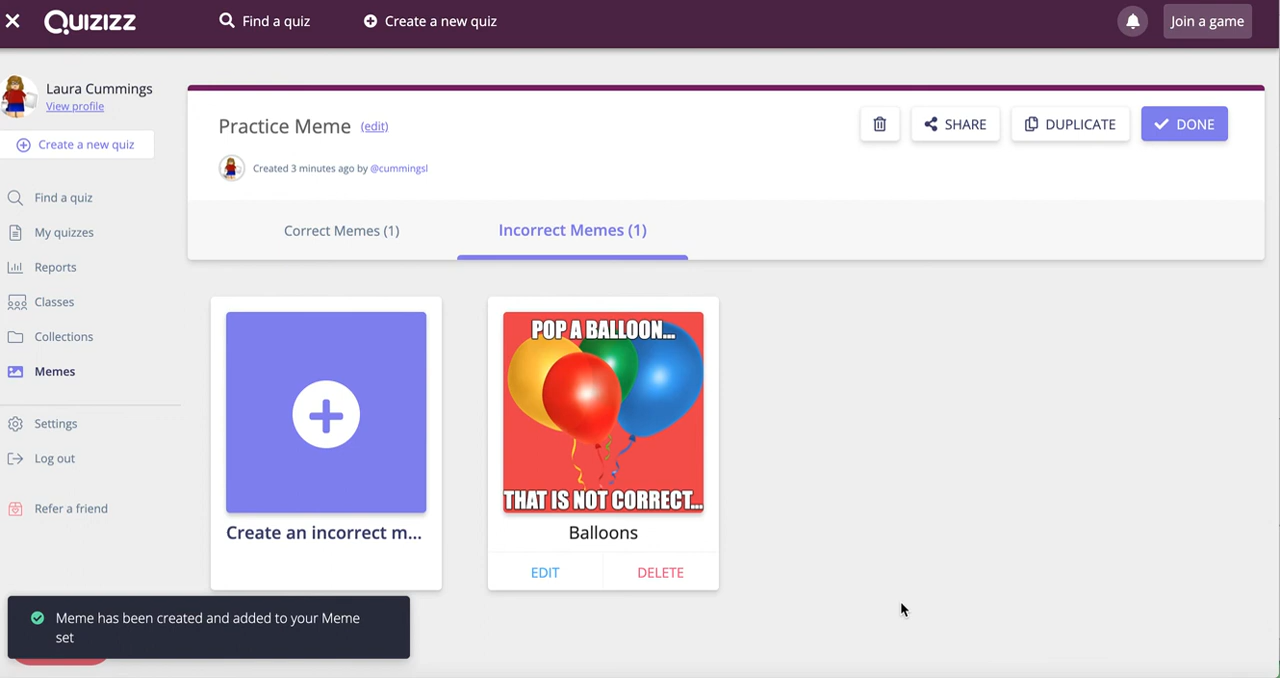 Quizizz
Find a quiz
Create a new quiz
Join a game
Laura Cummings
View profile
Create a new quiz
Find a quiz
My quizzes
Reports
Classes
Collections
Memes
Settings
Log out
Refer a friend
Practice Meme (edit)
Created 3 minutes ago by @cummingsl
SHARE
DUPLICATE
DONE
Correct Memes (1)
Incorrect Memes (1)
Create an incorrect m...
POP A BALLOON...
THAT IS NOT CORRECT...
Balloons
EDIT
DELETE
Meme has been created and added to your Meme
set